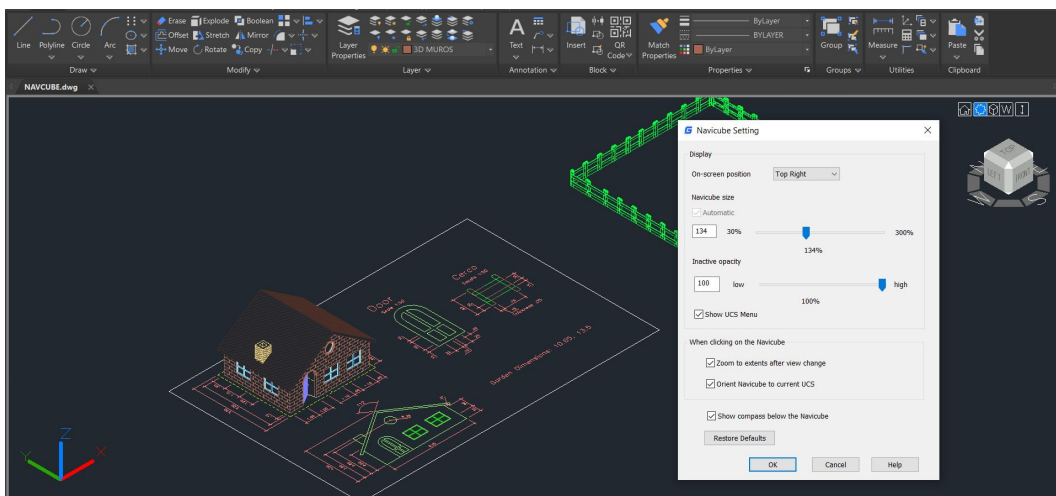 Line Polyline Circle Arc
Erase Explode Boolean
Offset Stretch Mirror
Move Rotate Copy
Layer Properties
3D MUROS
Text
Insert
QR Code
Match Properties
ByLayer
BYLAYER
ByLayer
Group
Measure
Paste
Draw Modify Layer Annotation Block Properties Groups Utilities Clipboard
NAVCUBE.dwg
W
TOP
LEFT
FRONT
W
S
Navicube Setting
Display
On-screen position Top Right
Navicube size
Automatic
134 30% 300%
134%
Inactive opacity
100 low high
100%
Show UCS Menu
When clicking on the Navicube
Zoom to extents after view change
Orient Navicube to current UCS
Show compass below the Navicube
Restore Defaults
OK Cancel Help
Cerco
Door
Garden Dimensions: 10.05, 13.6
Z
Y
X